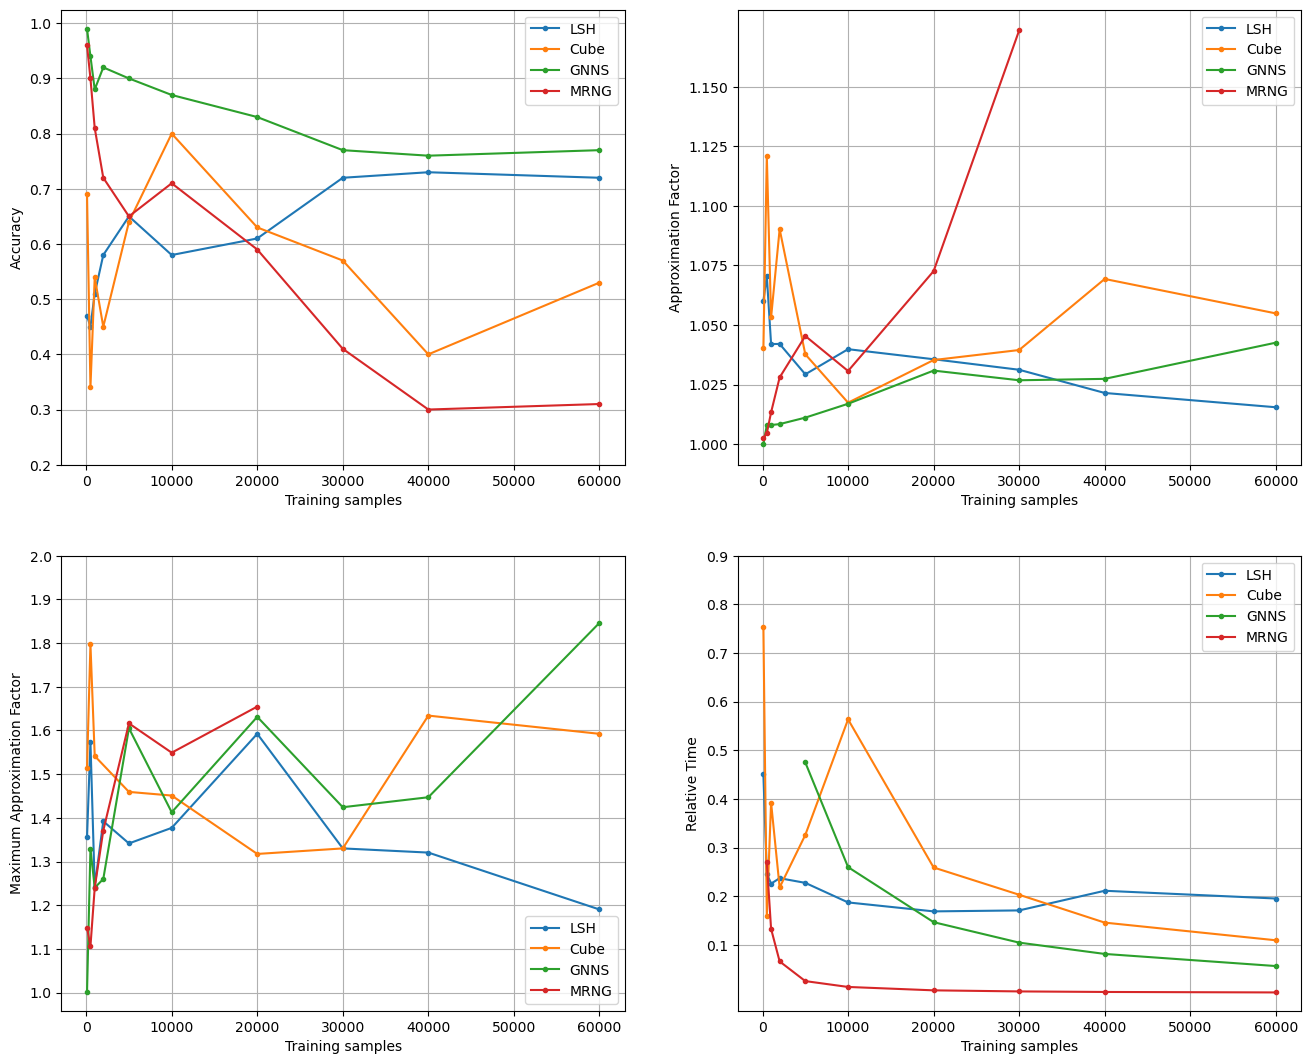 1.0
0.9
0.8
0.7
0.6
0.5
0.4
0.3
0.2
Accuracy
0 10000 20000 30000 40000 50000 60000
Training samples
LSH
Cube
GNNS
MRNG
1.150
1.125
1.100
1.075
1.050
1.025
1.000
Approximation Factor
0 10000 20000 30000 40000 50000 60000
Training samples
LSH
Cube
GNNS
MRNG
2.0
1.9
1.8
1.7
1.6
1.5
1.4
1.3
1.2
1.1
1.0
Maximum Approximation Factor
0 10000 20000 30000 40000 50000 60000
Training samples
LSH
Cube
GNNS
MRNG
0.9
0.8
0.7
0.6
0.5
0.4
0.3
0.2
0.1
Relative Time
0 10000 20000 30000 40000 50000 60000
Training samples
LSH
Cube
GNNS
MRNG